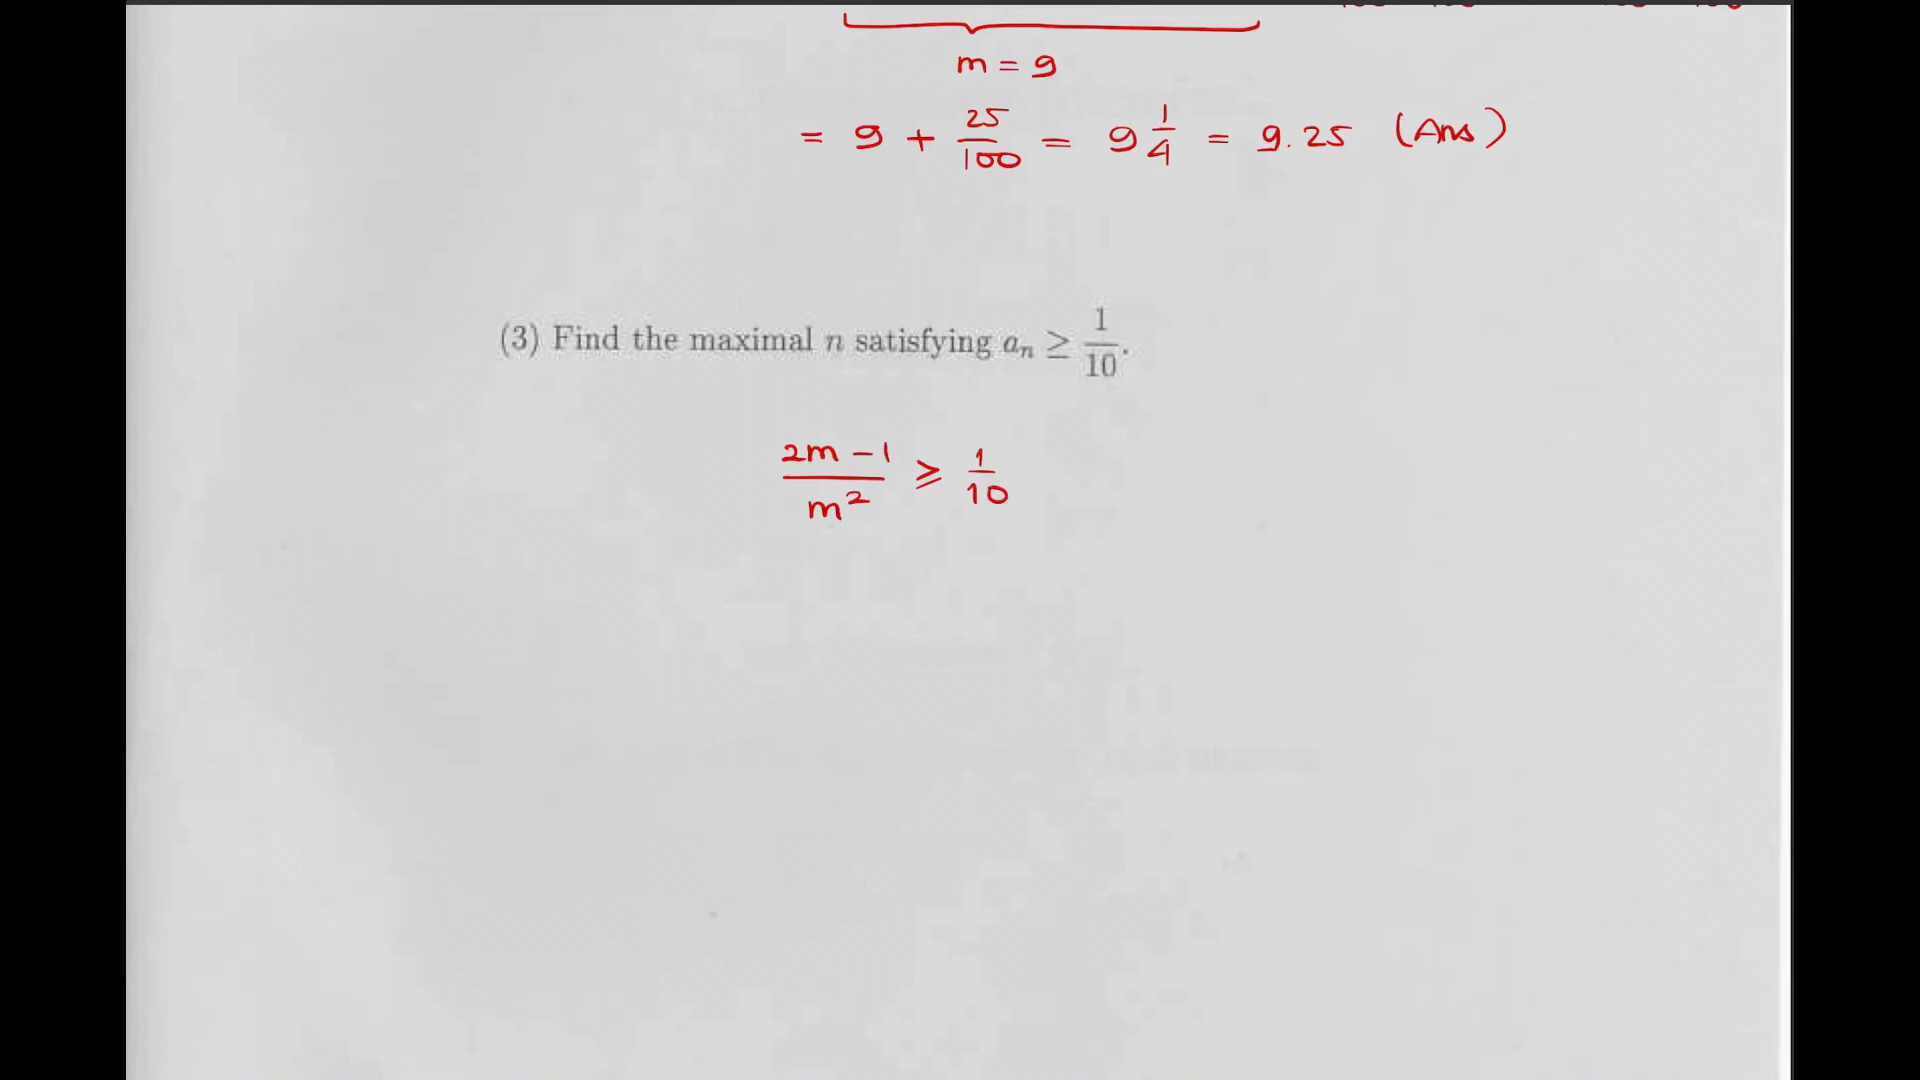 m = 9
= 9 + 25/100 = 9 1/4 = 9.25 (Ans)
(3) Find the maximal n satisfying aₙ ≥ 1/10.
2m − 1/m² ⩾ 1/10